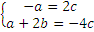 -a = 2c
a + 2b = -4c